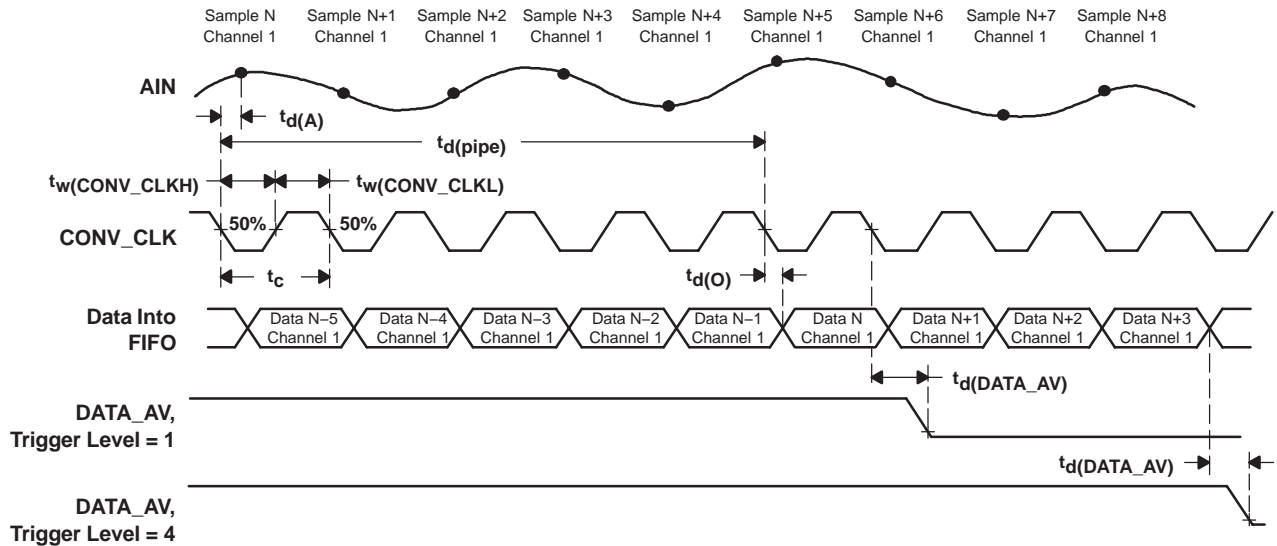 Sample N Sample N+1 Sample N+2 Sample N+3 Sample N+4 Sample N+5 Sample N+6 Sample N+7 Sample N+8
Channel 1 Channel 1 Channel 1 Channel 1 Channel 1 Channel 1 Channel 1 Channel 1 Channel 1
AIN
td(A)
td(pipe)
tw(CONV_CLKH) tw(CONV_CLKL)
50% 50%
CONV_CLK
tc
td(O)
Data Into
FIFO
Data N–5 Data N–4 Data N–3 Data N–2 Data N–1 Data N Data N+1 Data N+2 Data N+3
Channel 1 Channel 1 Channel 1 Channel 1 Channel 1 Channel 1 Channel 1 Channel 1 Channel 1
td(DATA_AV)
DATA_AV,
Trigger Level = 1
td(DATA_AV)
DATA_AV,
Trigger Level = 4